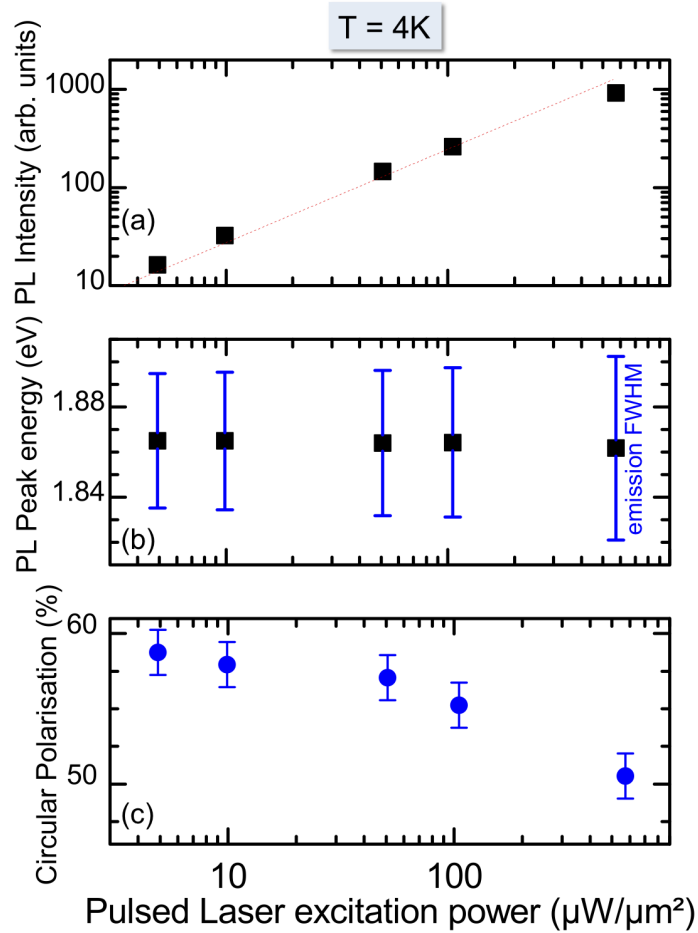 T = 4K
PL Intensity (arb. units)
1000
100
10
(a)
PL Peak energy (eV)
1.88
1.84
emission FWHM
(b)
Circular Polarisation (%)
60
50
(c)
10
100
Pulsed Laser excitation power (µW/µm²)